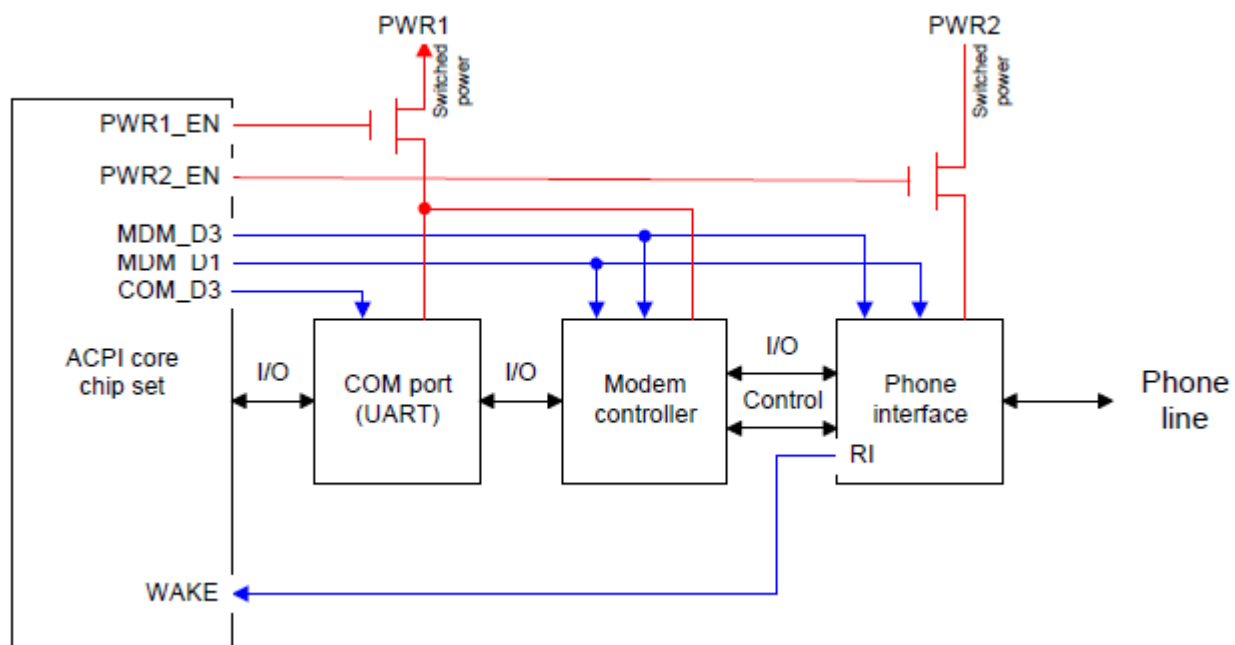 PWR1
PWR2
Switched
power
Switched
power
PWR1_EN
PWR2_EN
MDM_D3
MDM_D1
COM_D3
ACPI core
chip set
I/O
COM port
(UART)
I/O
Modem
controller
I/O
Control
Phone
interface
RI
Phone
line
WAKE